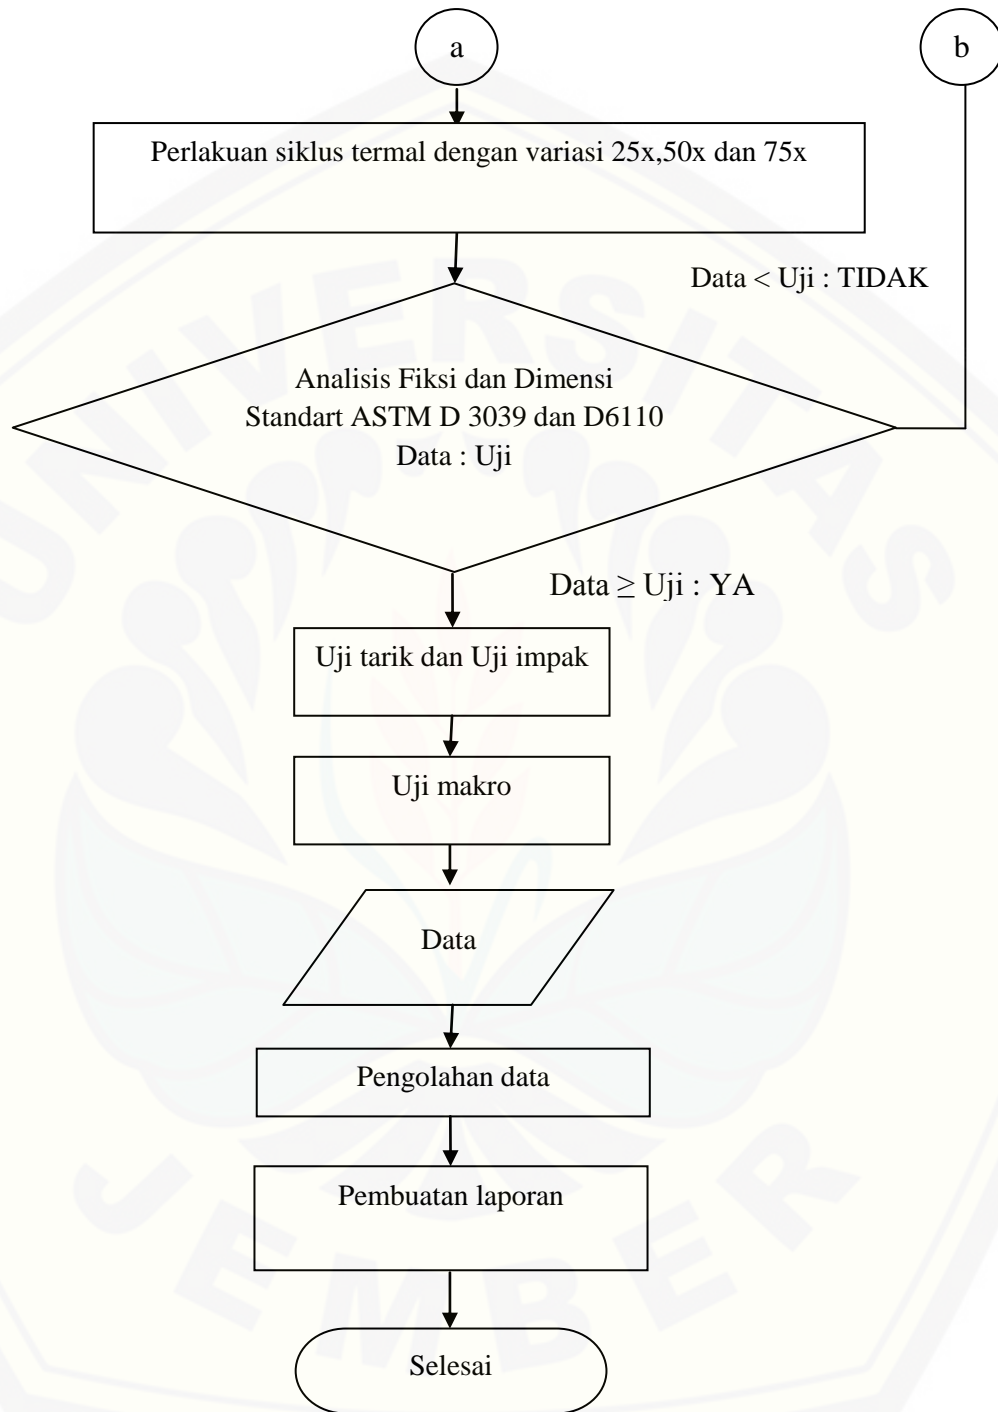 a
b
Perlakuan siklus termal dengan variasi 25x,50x dan 75x
Data < Uji : TIDAK
Analisis Fiksi dan Dimensi
Standart ASTM D 3039 dan D6110
Data : Uji
Data ≥ Uji : YA
Uji tarik dan Uji impak
Uji makro
Data
Pengolahan data
Pembuatan laporan
Selesai
UNIVERSITAS
JEMBER